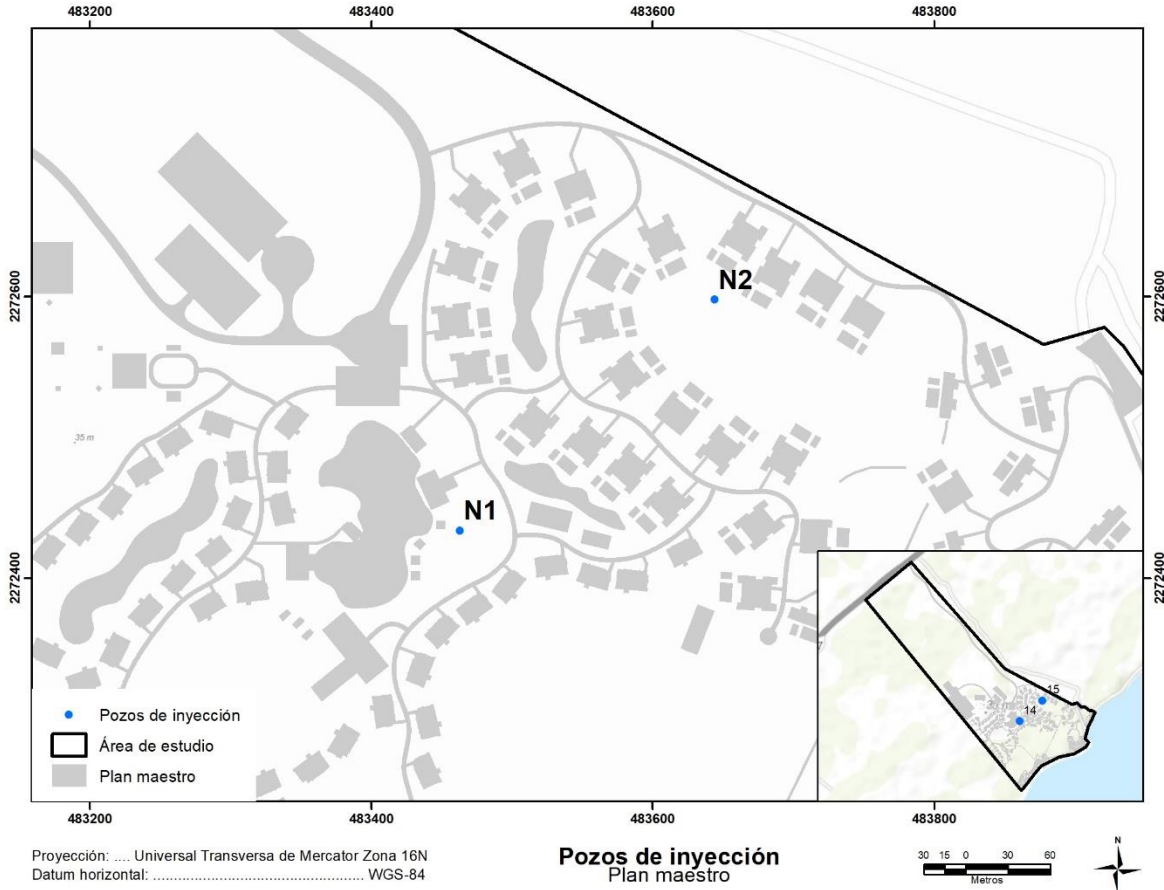 483200 483400 483600 483800
2272600 2272600
2272400 2272400
N2
35 m
N1
15
14
Pozos de inyección
Área de estudio
Plan maestro
483200 483400 483600 483800
Proyección: .... Universal Transversa de Mercator Zona 16N
Datum horizontal: ................................................ WGS-84
Pozos de inyección
Plan maestro
30 15 0 30 60
Metros
N